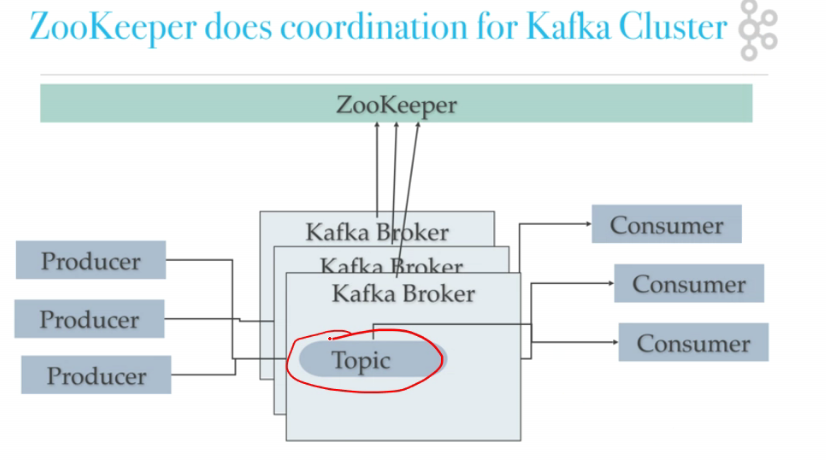 ZooKeeper does coordination for Kafka Cluster
ZooKeeper
Kafka Broker
Kafka Broker
Kafka Broker
Topic
Producer
Producer
Producer
Consumer
Consumer
Consumer